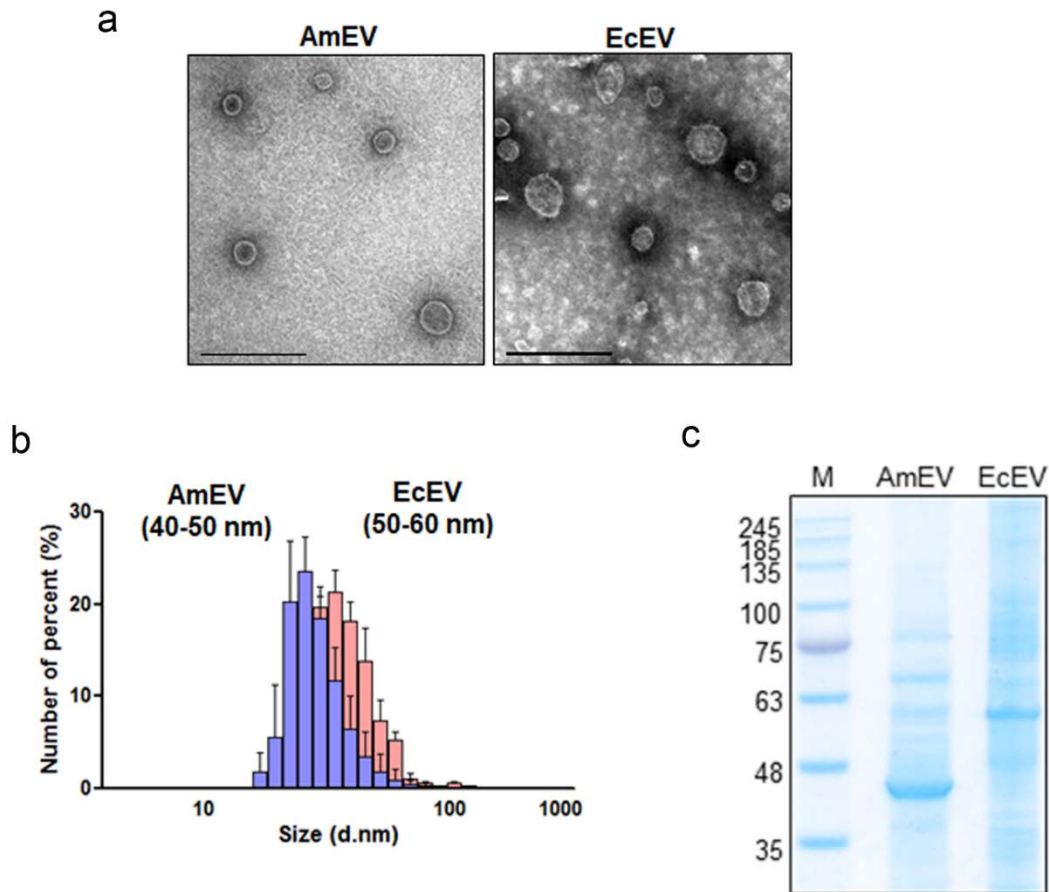 a
AmEV EcEV
b
AmEV
(40-50 nm)
EcEV
(50-60 nm)
Number of percent (%)
30
20
10
0
10 100 1000
Size (d.nm)
c
M AmEV EcEV
245
185
135
100
75
63
48
35